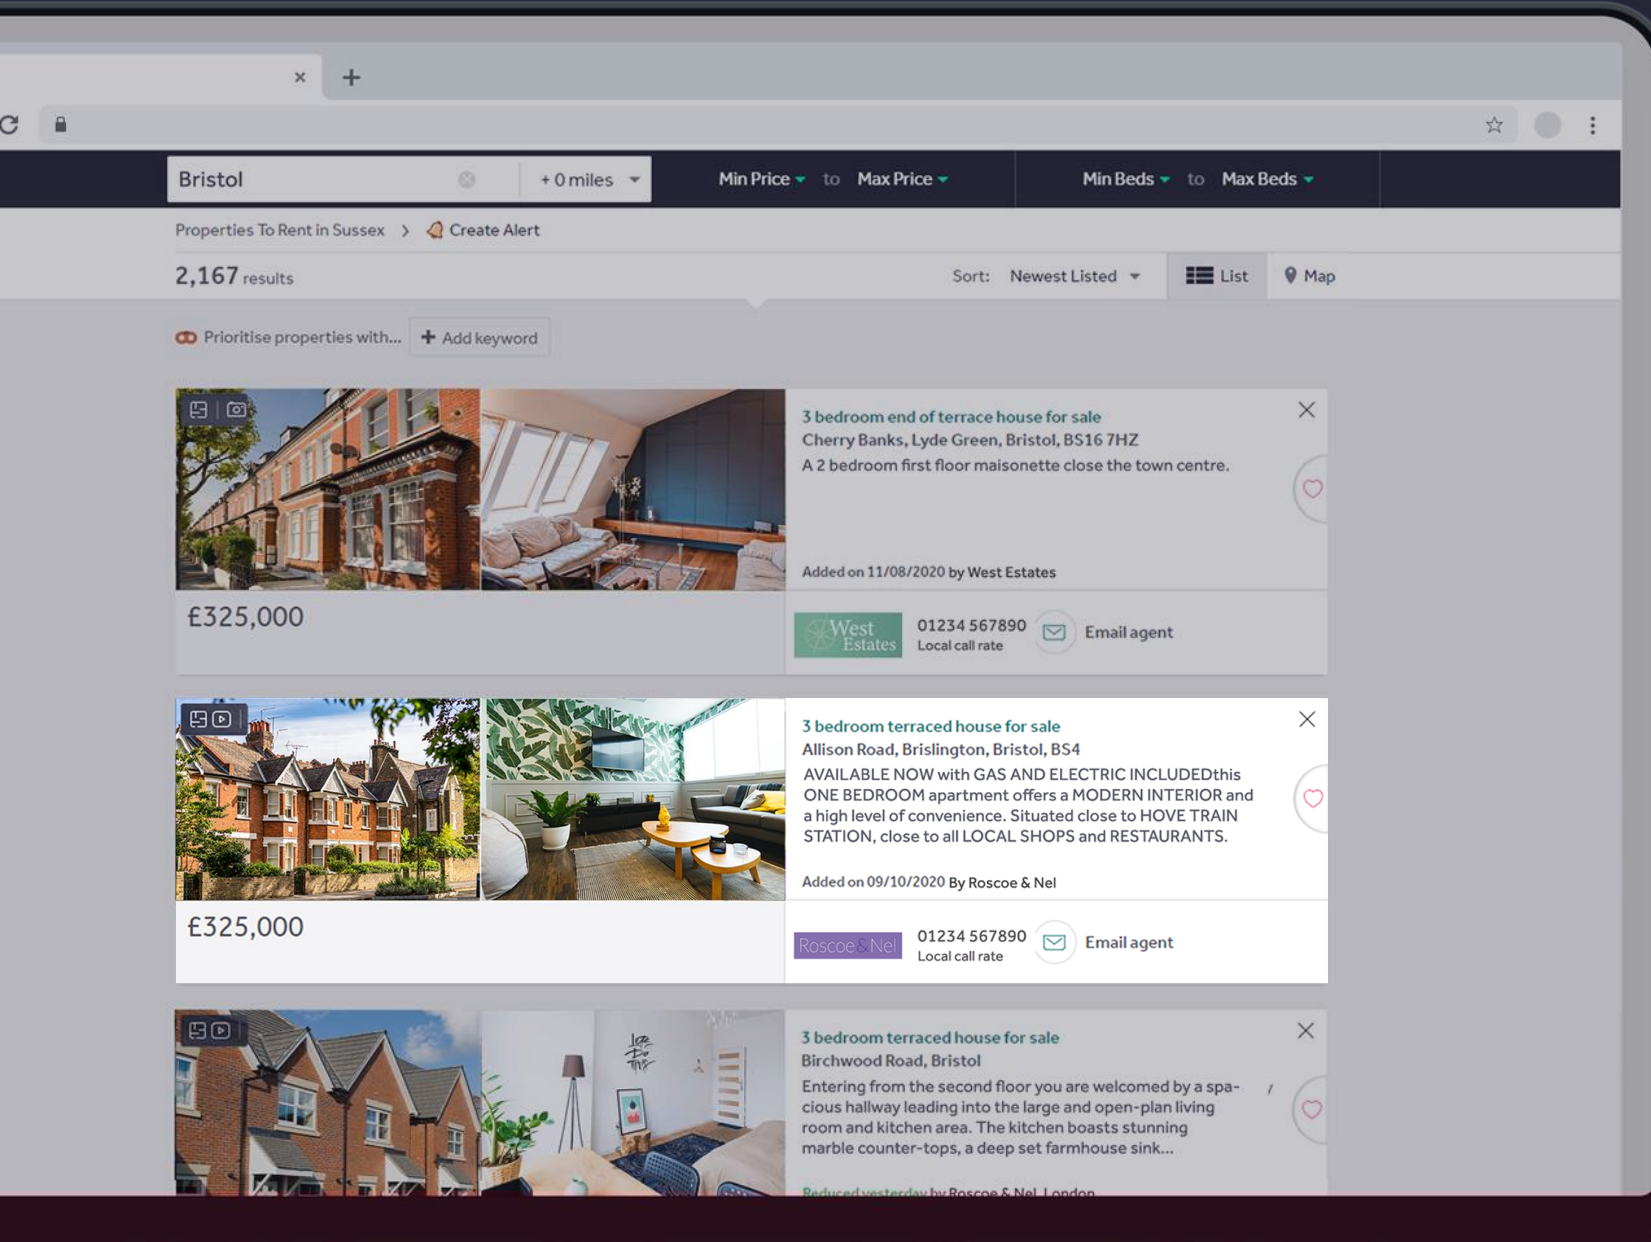 Bristol
+ 0 miles
Min Price to Max Price
Min Beds to Max Beds
Properties To Rent in Sussex > Create Alert
2,167 results
Sort: Newest Listed
List
Map
Prioritise properties with...
+ Add keyword
3 bedroom end of terrace house for sale
Cherry Banks, Lyde Green, Bristol, BS16 7HZ
A 2 bedroom first floor maisonette close the town centre.
Added on 11/08/2020 by West Estates
£325,000
West
Estates
01234 567890
Local call rate
Email agent
3 bedroom terraced house for sale
Allison Road, Brislington, Bristol, BS4
AVAILABLE NOW with GAS AND ELECTRIC INCLUDEDthis
ONE BEDROOM apartment offers a MODERN INTERIOR and
a high level of convenience. Situated close to HOVE TRAIN
STATION, close to all LOCAL SHOPS and RESTAURANTS.
Added on 09/10/2020 By Roscoe & Nel
£325,000
Roscoe & Nel
01234 567890
Local call rate
Email agent
3 bedroom terraced house for sale
Birchwood Road, Bristol
Entering from the second floor you are welcomed by a spa-
cious hallway leading into the large and open-plan living
room and kitchen area. The kitchen boasts stunning
marble counter-tops, a deep set farmhouse sink...
Reduced yesterday by Roscoe & Nel, London